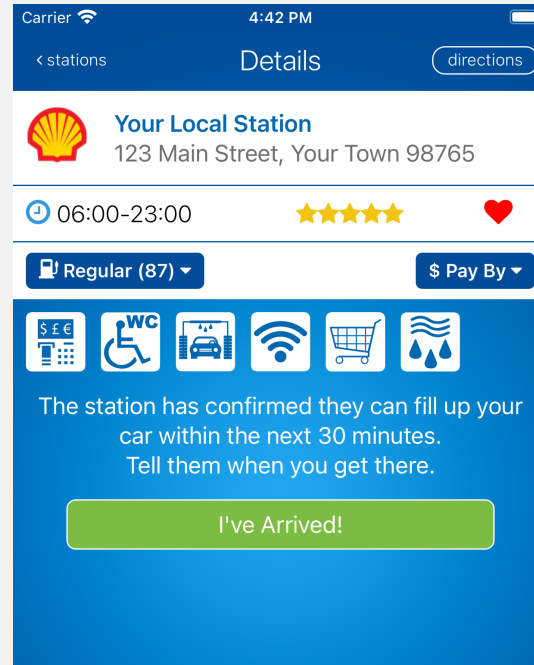 Carrier 4:42 PM
< stations Details directions
Your Local Station
123 Main Street, Your Town 98765
06:00-23:00
Regular (87) $ Pay By
$ £ € WC
The station has confirmed they can fill up your
car within the next 30 minutes.
Tell them when you get there.
I've Arrived!